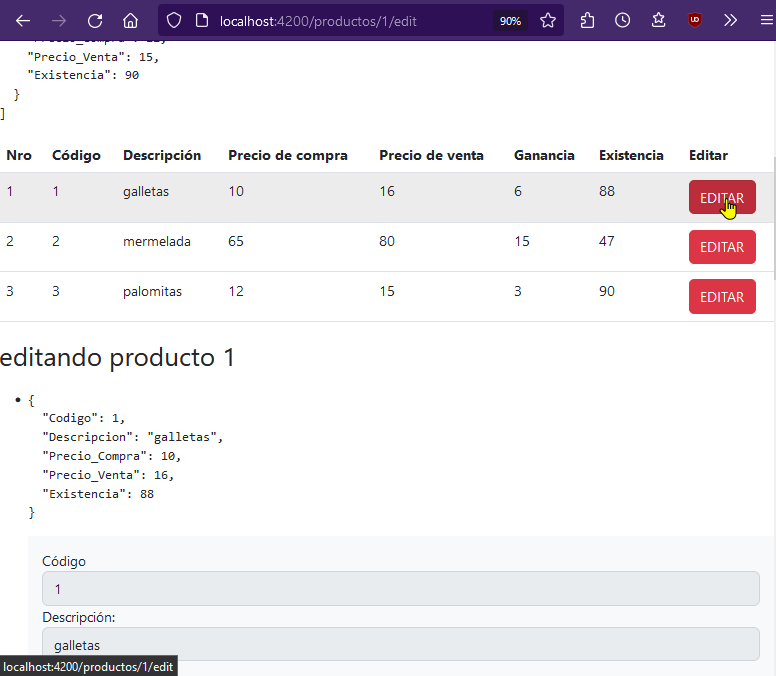 localhost:4200/productos/1/edit
90%
"Precio_Venta": 15,
"Existencia": 90
}
]
Nro Código Descripción Precio de compra Precio de venta Ganancia Existencia Editar
1 1 galletas 10 16 6 88 EDITAR
2 2 mermelada 65 80 15 47 EDITAR
3 3 palomitas 12 15 3 90 EDITAR
editando producto 1
• {
"Codigo": 1,
"Descripcion": "galletas",
"Precio_Compra": 10,
"Precio_Venta": 16,
"Existencia": 88
}
Código
1
Descripción:
galletas
localhost:4200/productos/1/edit